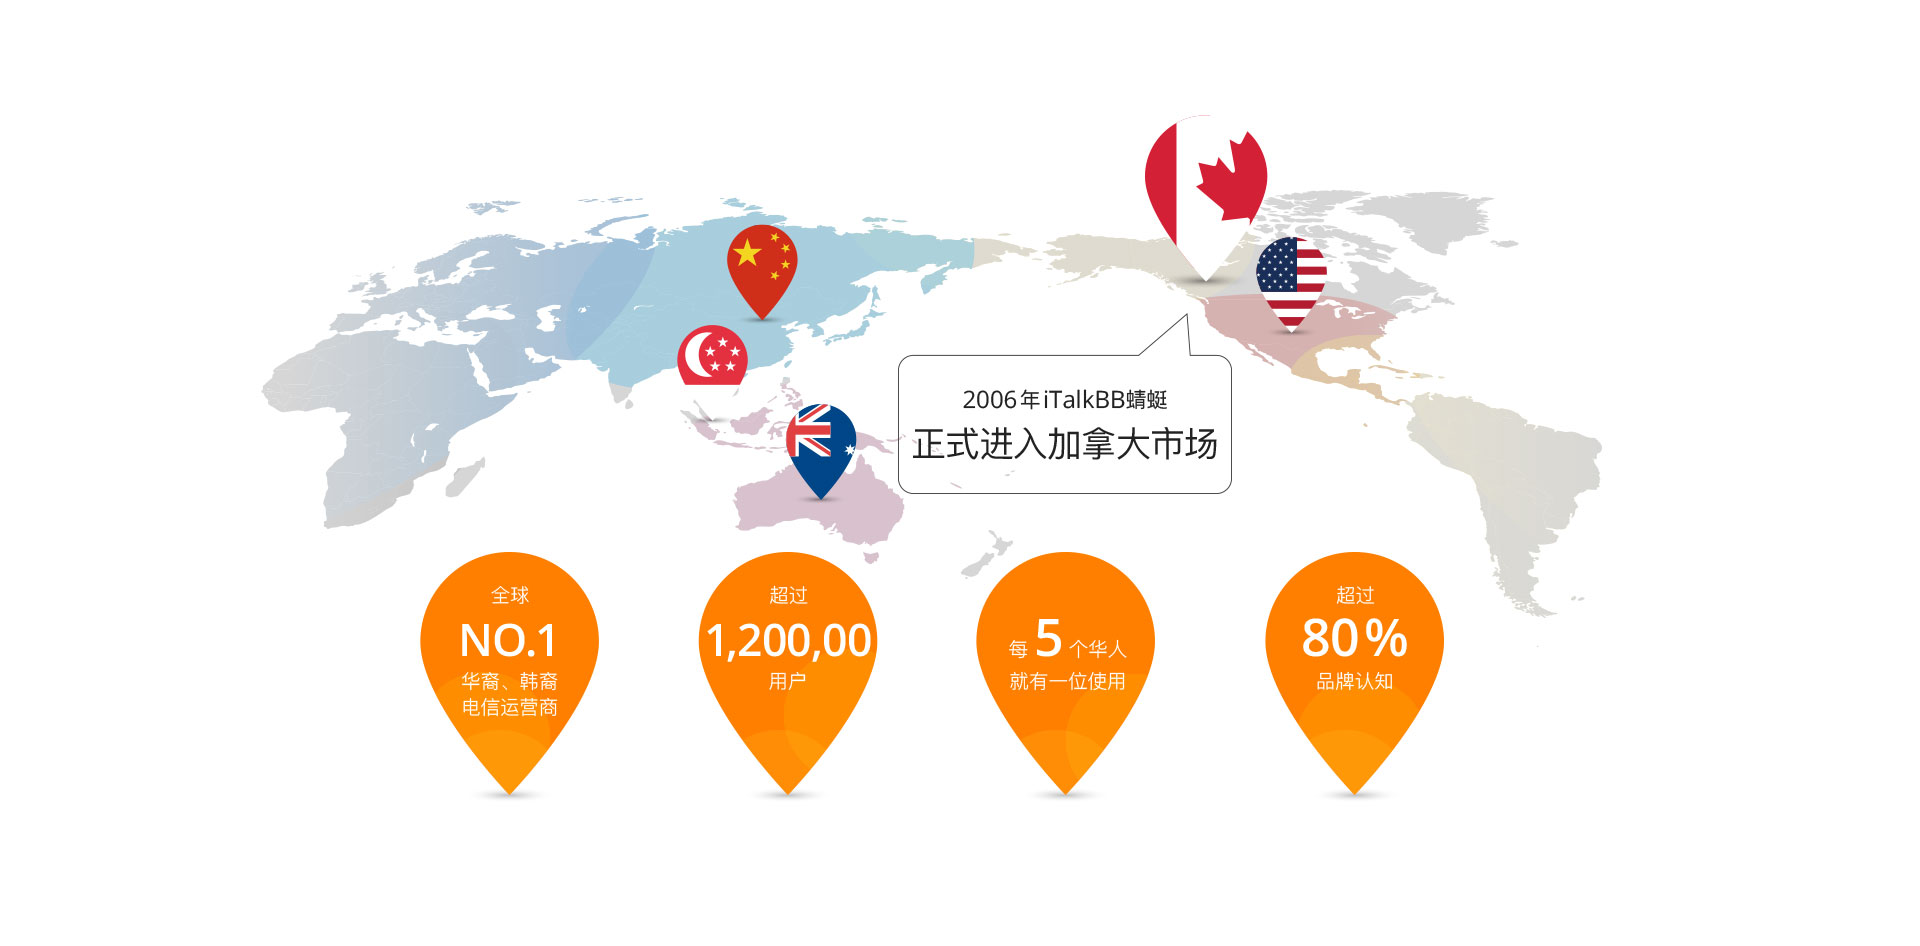 2006年iTalkBB蜻蜓
正式进入加拿大市场
全球
NO.1
华裔、韩裔
电信运营商
超过
1,200,00
用户
每 5 个华人
就有一位使用
超过
80%
品牌认知